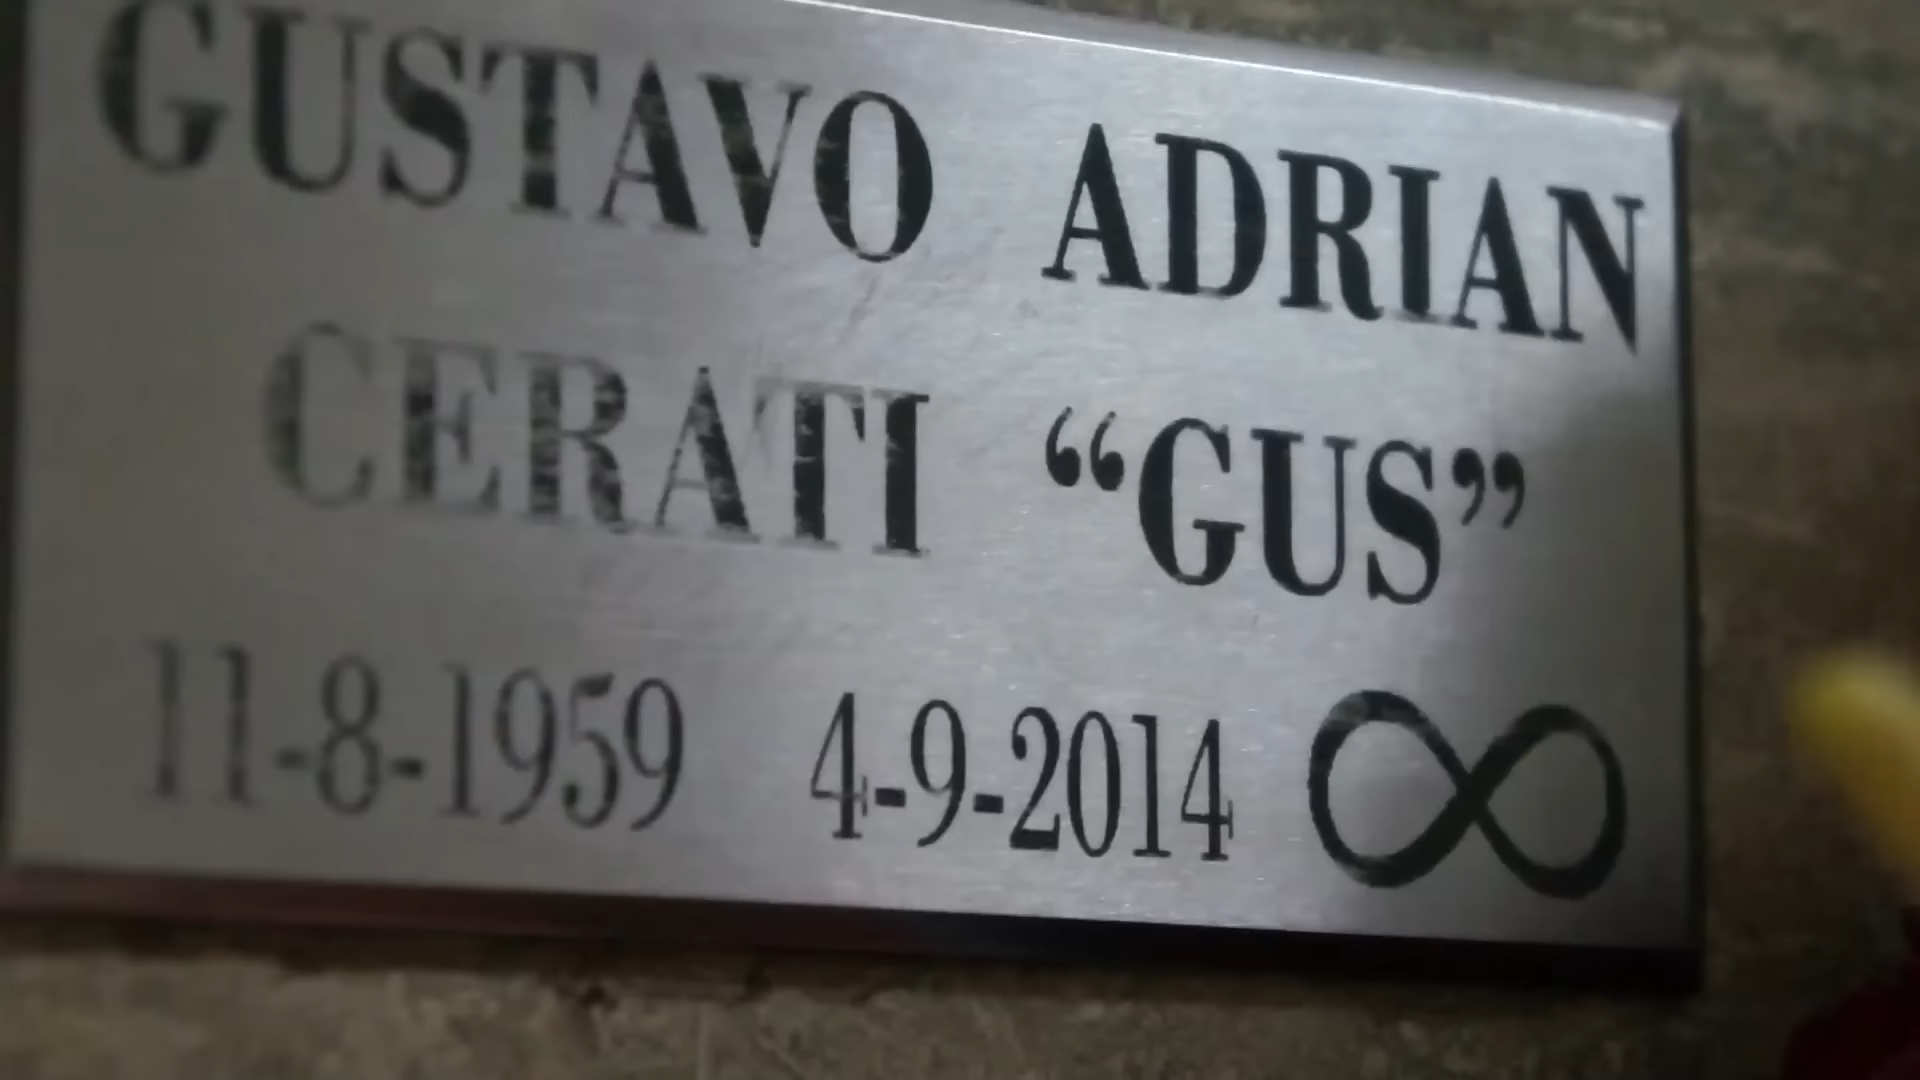 GUSTAVO ADRIAN
CERATI “GUS”
11-8-1959 4-9-2014 ∞